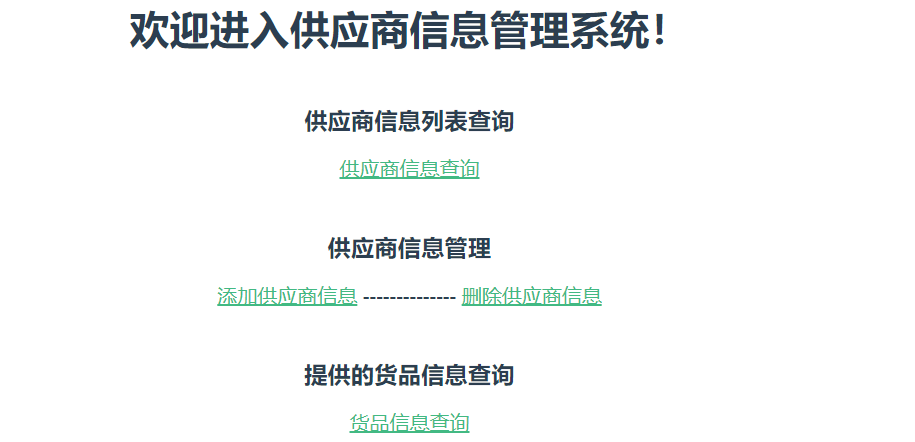 欢迎进入供应商信息管理系统！
供应商信息列表查询
供应商信息查询
供应商信息管理
添加供应商信息 -------------- 删除供应商信息
提供的货品信息查询
货品信息查询